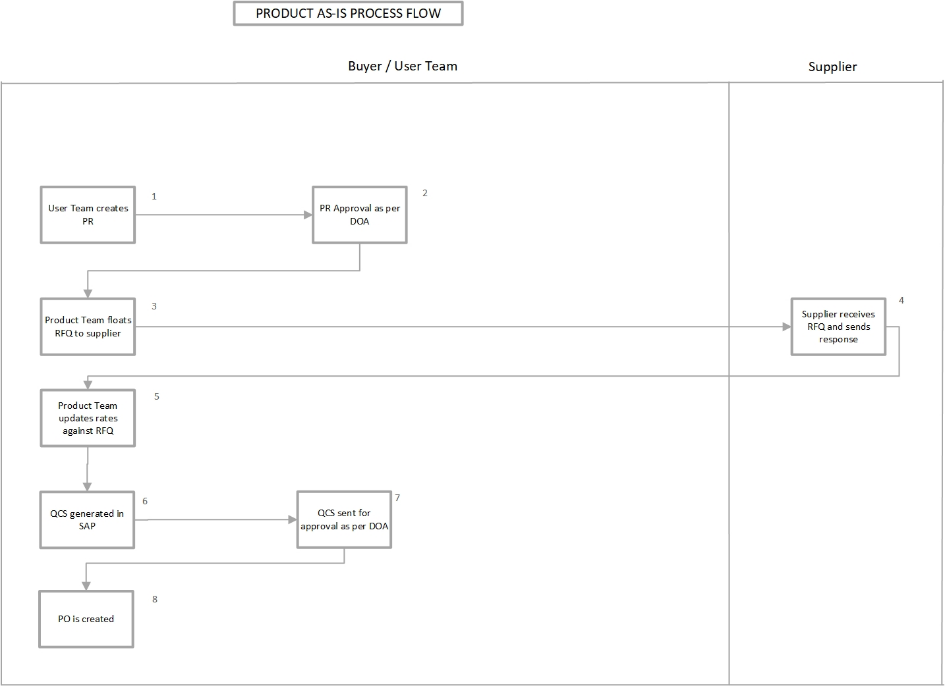 PRODUCT AS-IS PROCESS FLOW
Buyer / User Team
Supplier
User Team creates
PR
1
PR Approval as per
DOA
2
Product Team floats
RFQ to supplier
3
Supplier receives
RFQ and sends
response
4
Product Team
updates rates
against RFQ
5
QCS generated in
SAP
6
QCS sent for
approval as per DOA
7
PO is created
8